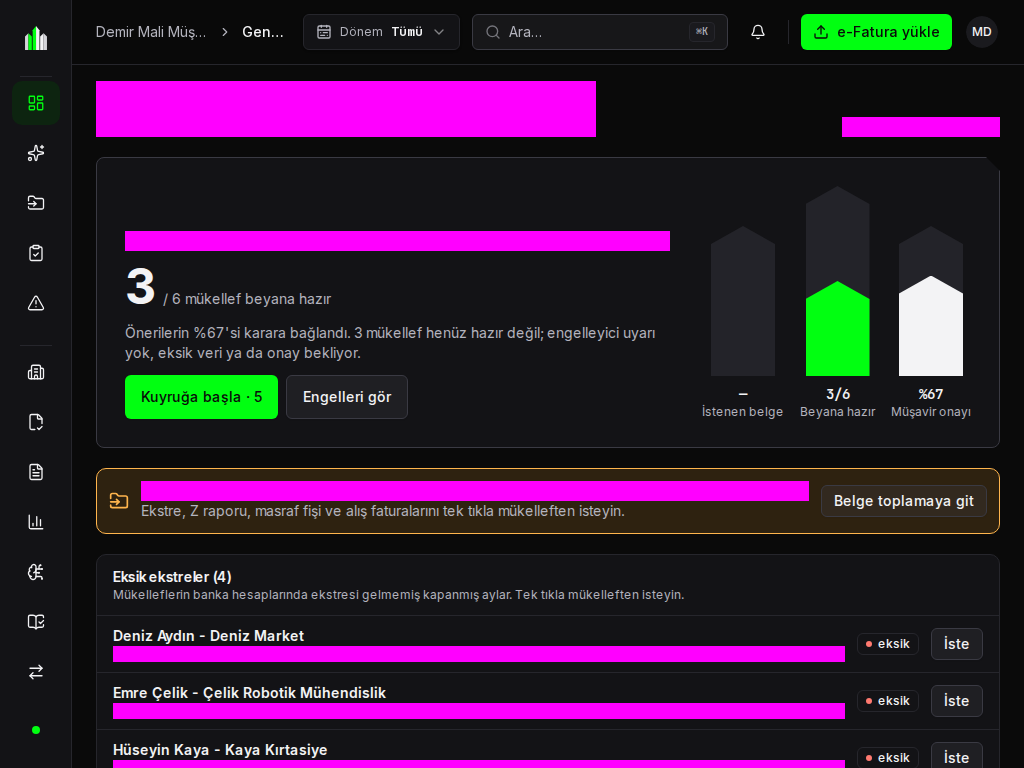 Demir Mali Müş... > Gen...
Dönem Tümü
Ara...
⌘K
e-Fatura yükle
MD
3 / 6 mükellef beyana hazır
Önerilerin %67'si karara bağlandı. 3 mükellef henüz hazır değil; engelleyici uyarı
yok, eksik veri ya da onay bekliyor.
Kuyruğa başla · 5
Engelleri gör
–
İstenen belge
3/6
Beyana hazır
%67
Müşavir onayı
Ekstre, Z raporu, masraf fişi ve alış faturalarını tek tıkla mükelleften isteyin.
Belge toplamaya git
Eksik ekstreler (4)
Mükelleflerin banka hesaplarında ekstresi gelmemiş kapanmış aylar. Tek tıkla mükelleften isteyin.
Deniz Aydın - Deniz Market
eksik
İste
Emre Çelik - Çelik Robotik Mühendislik
eksik
İste
Hüseyin Kaya - Kaya Kırtasiye
eksik
İste